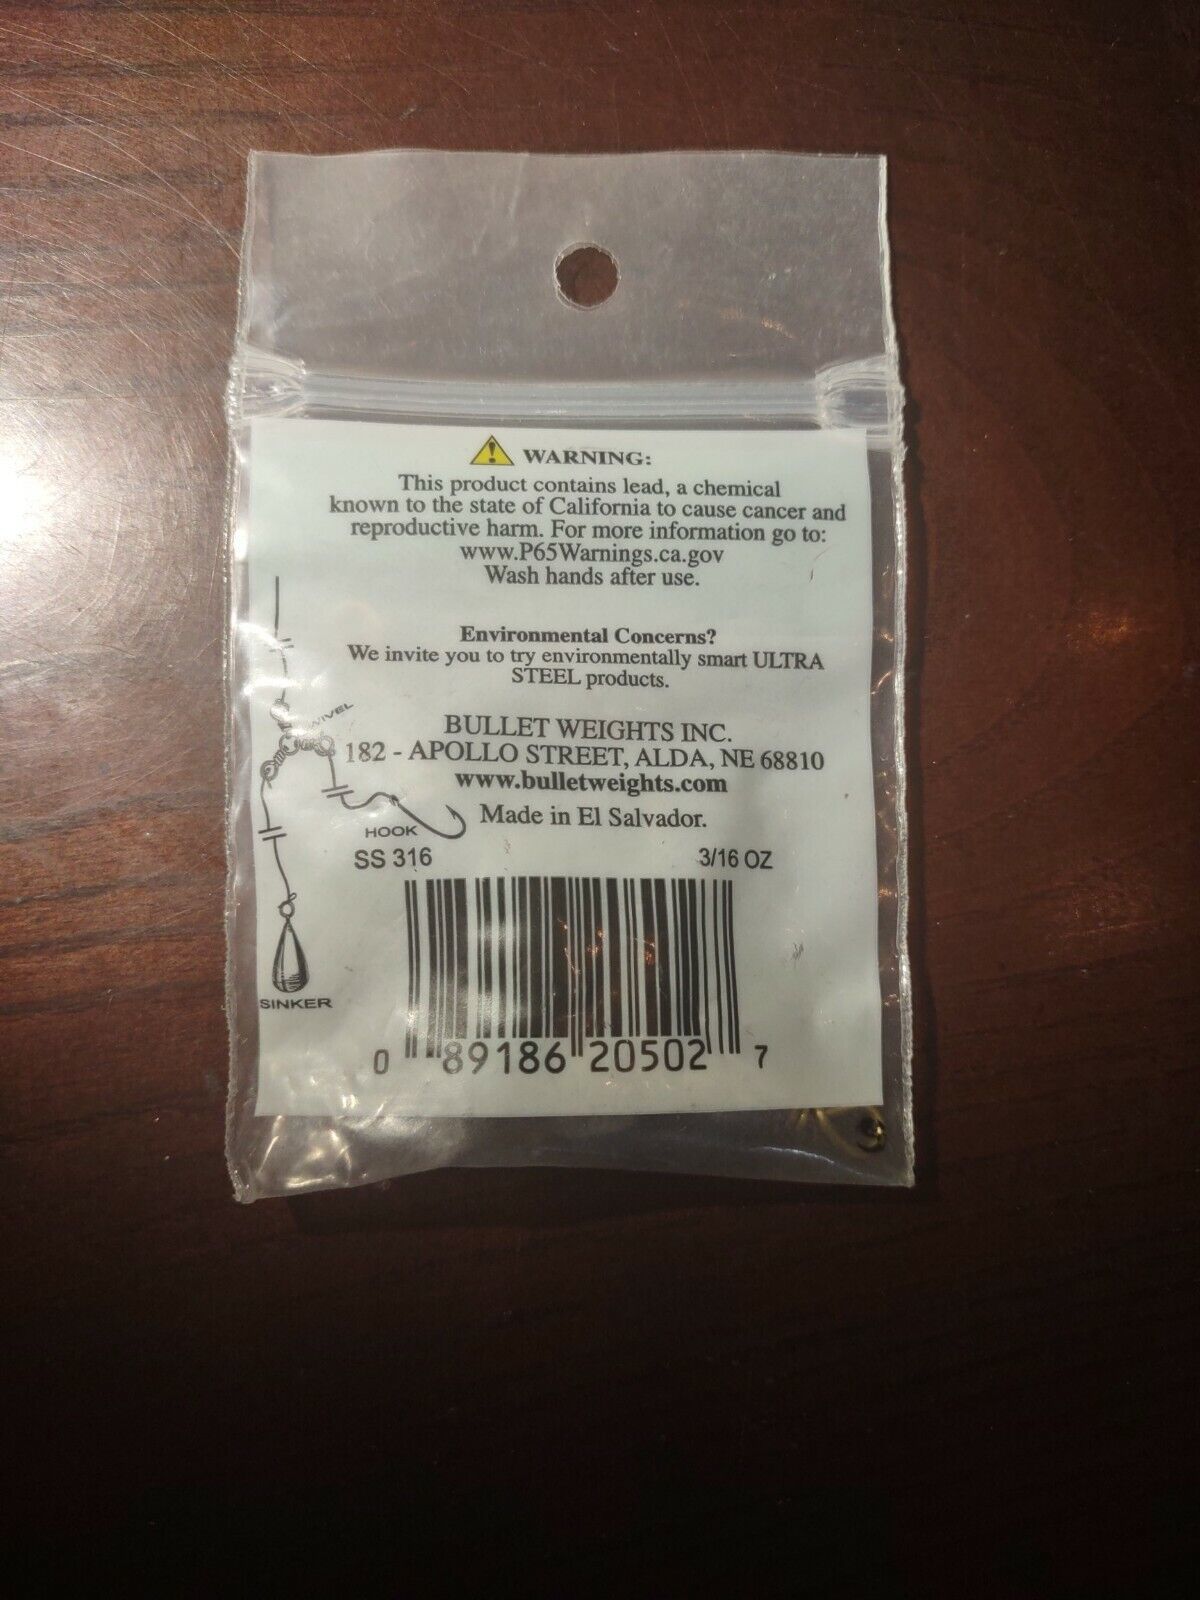 WARNING:
This product contains lead, a chemical
known to the state of California to cause cancer and
reproductive harm. For more information go to:
www.P65Warnings.ca.gov
Wash hands after use.
Environmental Concerns?
We invite you to try environmentally smart ULTRA
STEEL products.
SWIVEL
BULLET WEIGHTS INC.
182 - APOLLO STREET, ALDA, NE 68810
www.bulletweights.com
Made in El Salvador.
HOOK
SS 316 3/16 OZ
SINKER
0 89186 20502 7